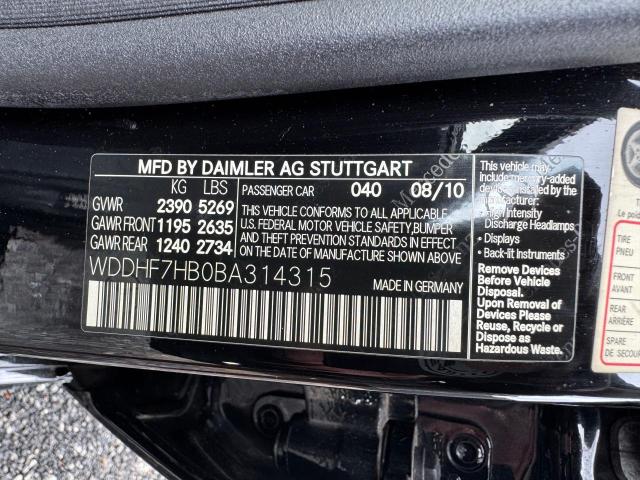 MFD BY DAIMLER AG STUTTGART
KG LBS
GVWR 2390 5269
GAWR FRONT 1195 2635
GAWR REAR 1240 2734
PASSENGER CAR 040 08/10
THIS VEHICLE CONFORMS TO ALL APPLICABLE
U.S. FEDERAL MOTOR VEHICLE SAFETY,BUMPER
AND THEFT PREVENTION STANDARDS IN EFFECT
ON THE DATE OF MANUFACTURE SHOWN ABOVE.
WDDHF7HB0BA314315
MADE IN GERMANY
This vehicle may
include mercury-added
devices installed by
the manufacturer:
• High Intensity
Discharge Headlamps
• Displays
• Back-lit Instruments
Remove Devices
Before Vehicle
Disposal.
Upon Removal of
Devices Please
Reuse, Recycle or
Dispose as
Hazardous Waste.
TIRE
PNEU
REAR
ARRIÈRE
SPARE
DE SECOU